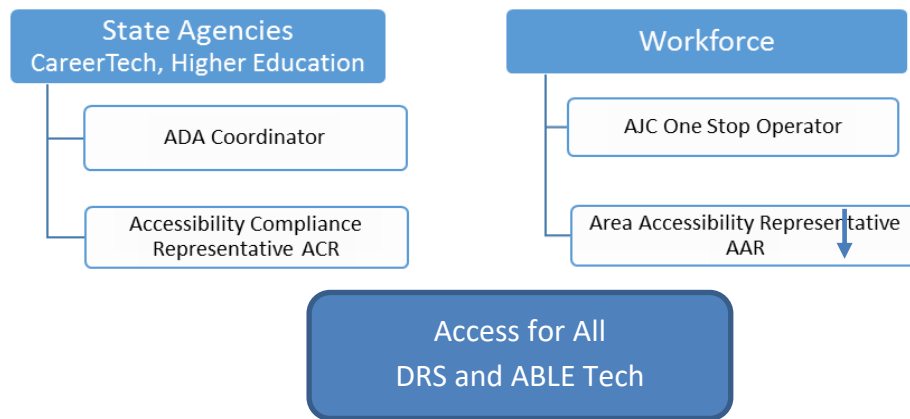 State Agencies
CareerTech, Higher Education
ADA Coordinator
Accessibility Compliance
Representative ACR
Workforce
AJC One Stop Operator
Area Accessibility Representative
AAR
Access for All
DRS and ABLE Tech